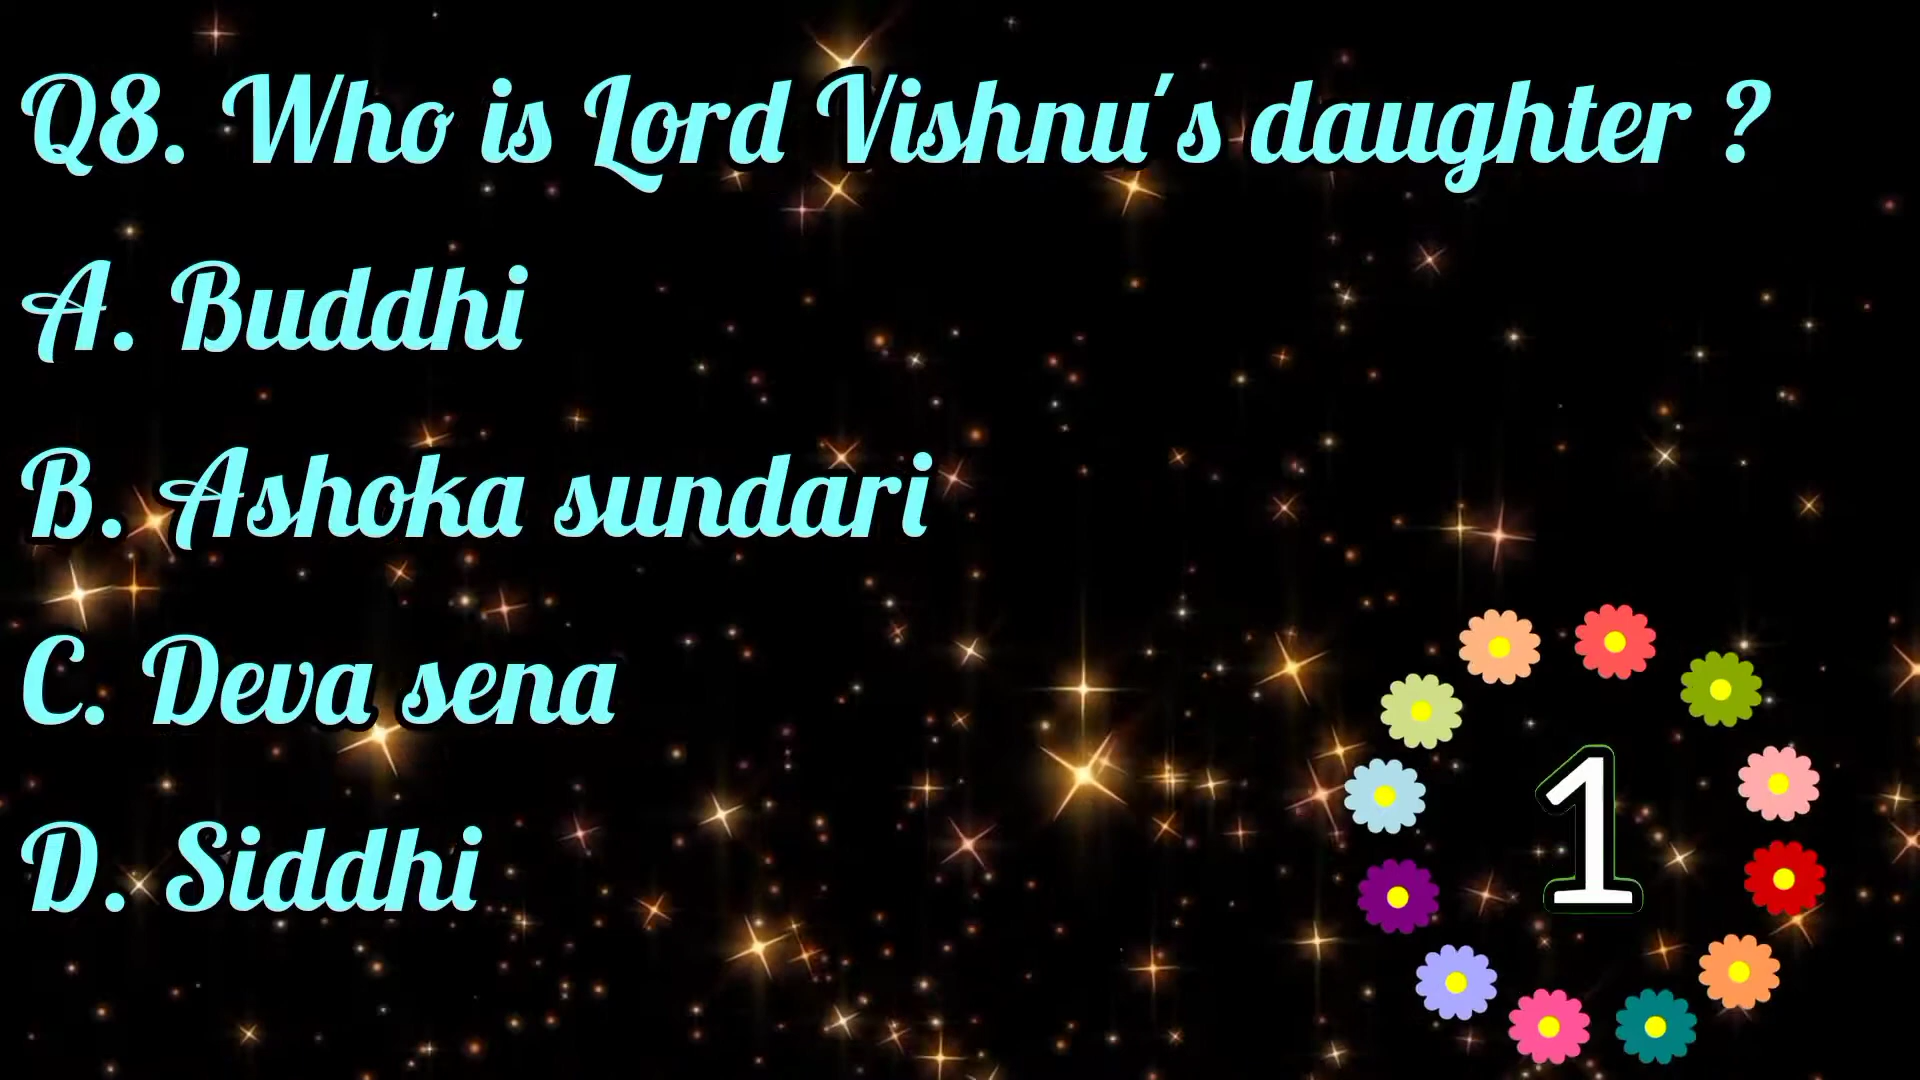 Q8. Who is Lord Vishnu's daughter ?
A. Buddhi
B. Ashoka sundari
C. Deva sena
D. Siddhi
1